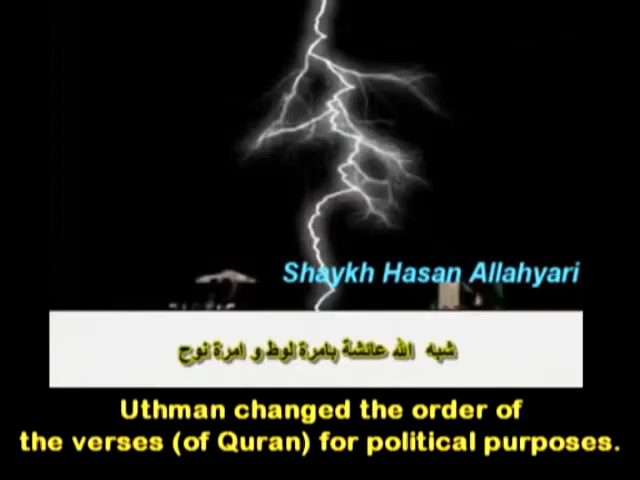 Shaykh Hasan Allahyari
شبه الله عائشة بامرة لوط و امرة نوح
Uthman changed the order of
the verses (of Quran) for political purposes.